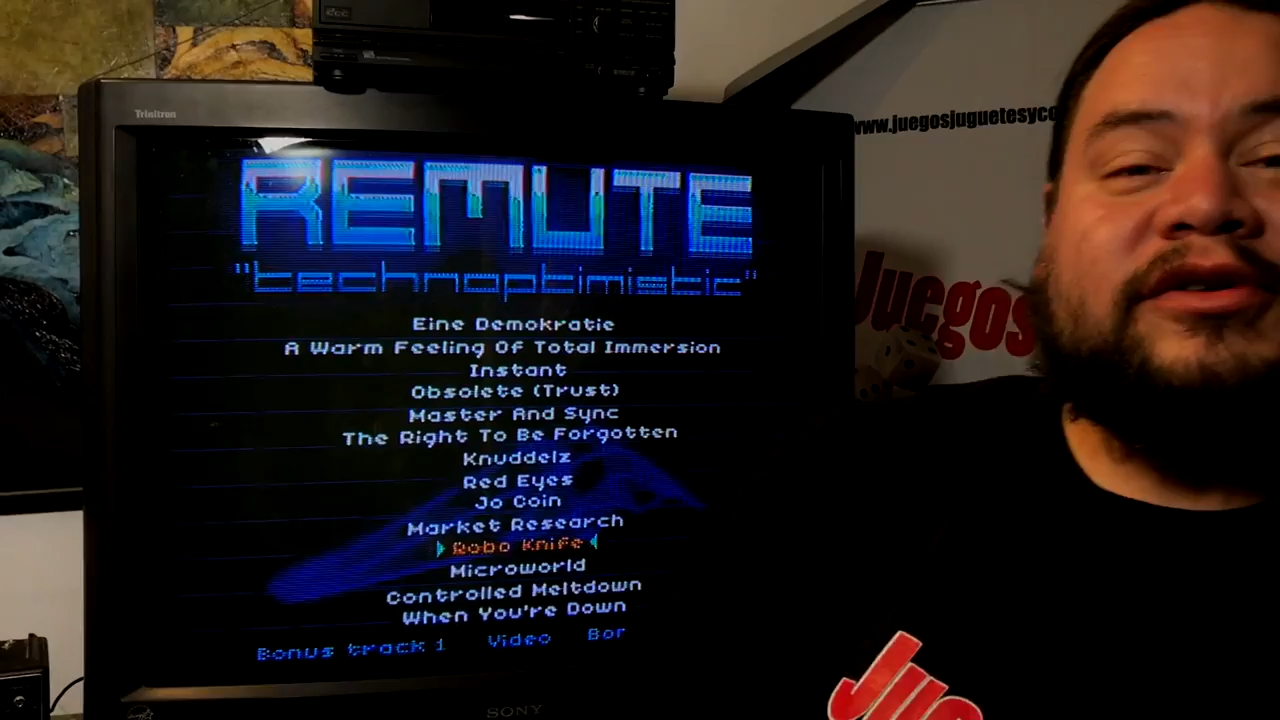 Trinitron
www.juegosjuguetesyco
Juegos
REMUTE
"technoptimistic"
Eine Demokratie
A Warm Feeling Of Total Immersion
Instant
Obsolete (Trust)
Master And Sync
The Right To Be Forgotten
Knuddelz
Red Eyes
Jo Coin
Market Research
Robo Knife
Microworld
Controlled Meltdown
When You're Down
Bonus track 1 Video Bor
SONY
Jue